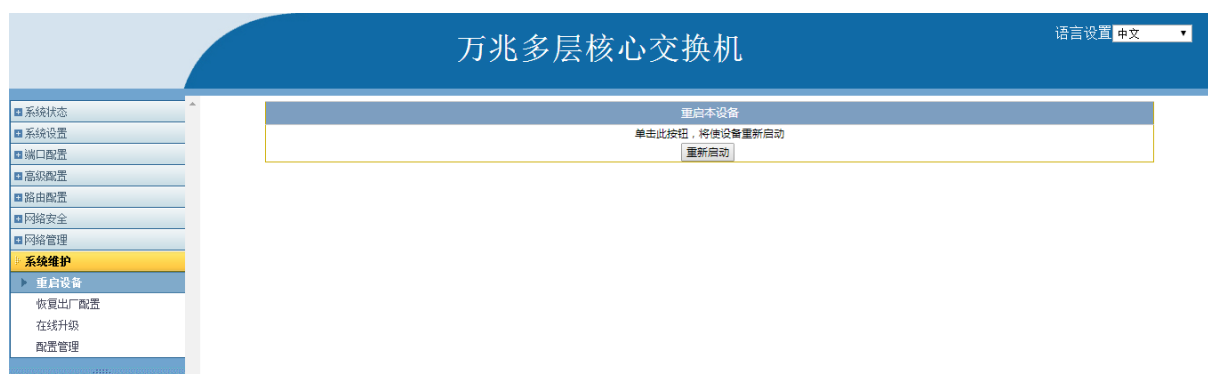 万兆多层核心交换机
语言设置 中文
系统状态
系统设置
端口配置
高级配置
路由配置
网络安全
网络管理
系统维护
重启设备
恢复出厂配置
在线升级
配置管理
重启本设备
单击此按钮，将使设备重新启动
重新启动